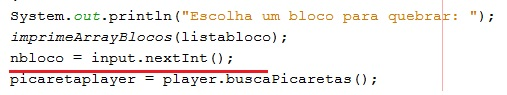 System.out.println("Escolha um bloco para quebrar: ");
imprimeArrayBlocos(listabloco);
nbloco = input.nextInt();
picaretaplayer = player.buscaPicaretas();